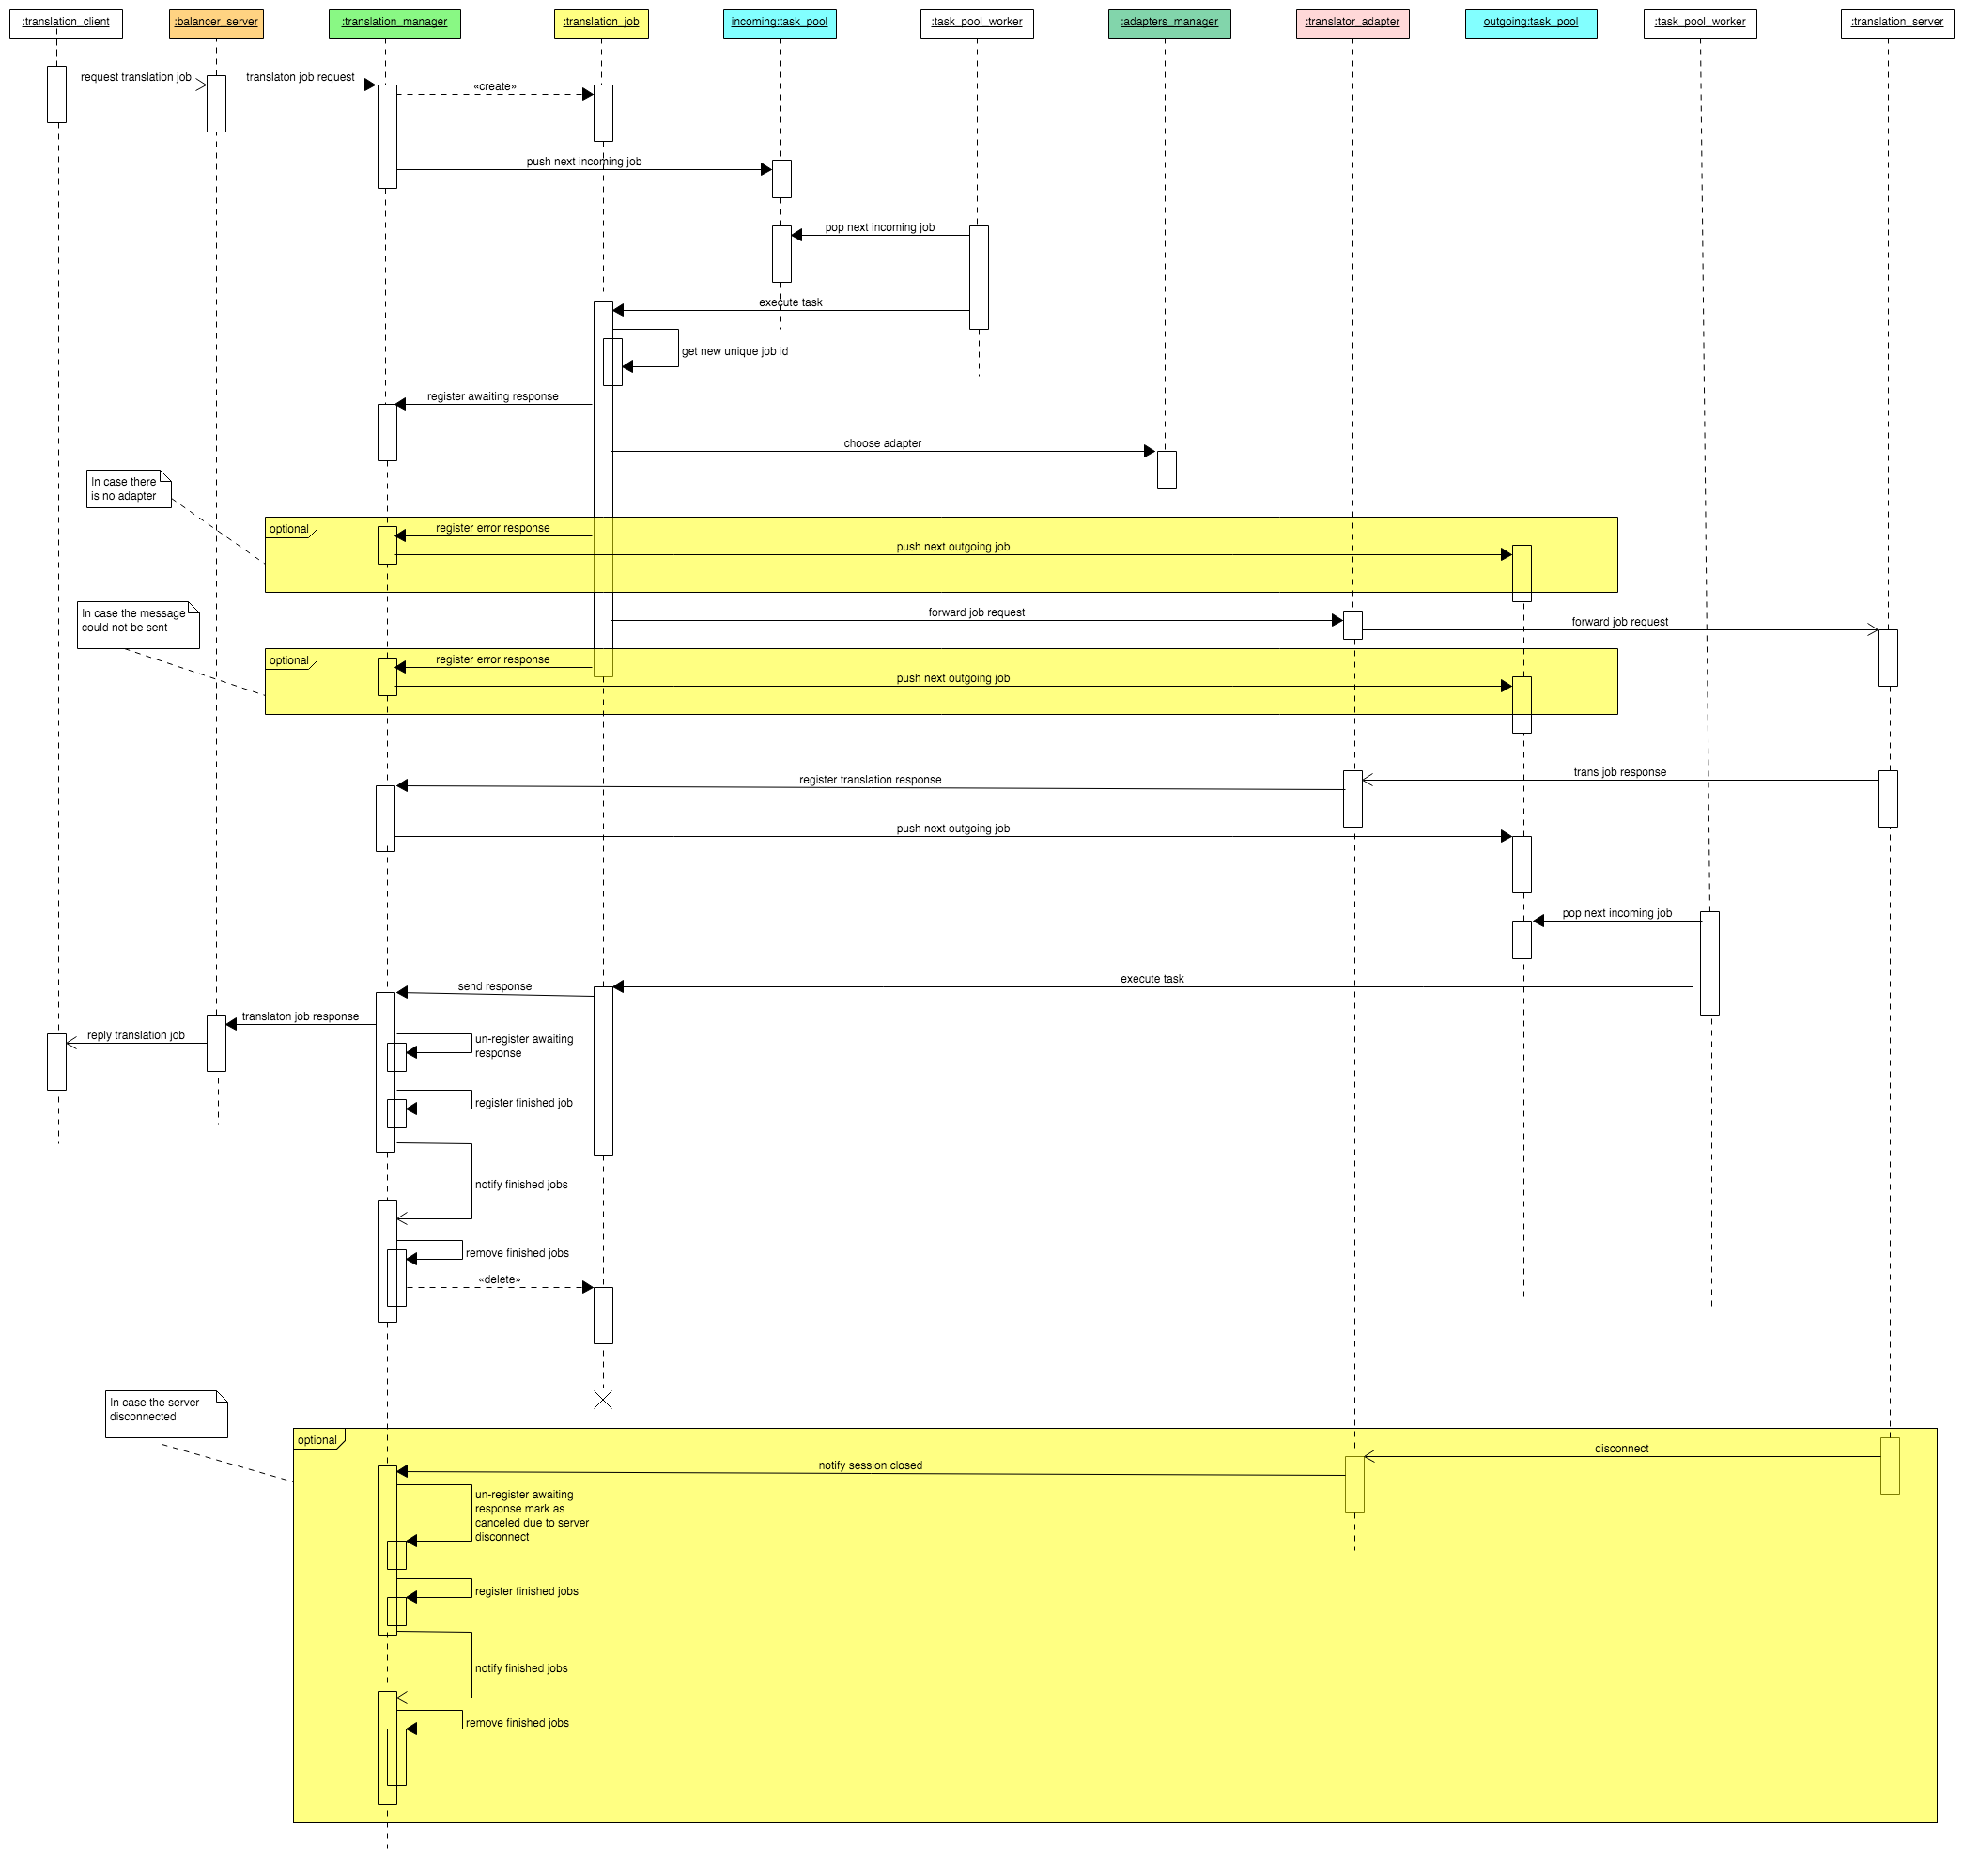 :translation_client
:balancer_server
:translation_manager
:translation_job
incoming:task_pool
:task_pool_worker
:adapters_manager
:translator_adapter
outgoing:task_pool
:task_pool_worker
:translation_server
request translation job
translaton job request
«create»
push next incoming job
pop next incoming job
execute task
get new unique job id
register awaiting response
choose adapter
In case there
is no adapter
optional
register error response
push next outgoing job
In case the message
could not be sent
forward job request
forward job request
optional
register error response
push next outgoing job
trans job response
register translation response
push next outgoing job
pop next incoming job
execute task
send response
translaton job response
reply translation job
un-register awaiting
response
register finished job
notify finished jobs
remove finished jobs
«delete»
In case the server
disconnected
optional
disconnect
notify session closed
un-register awaiting
response mark as
canceled due to server
disconnect
register finished jobs
notify finished jobs
remove finished jobs